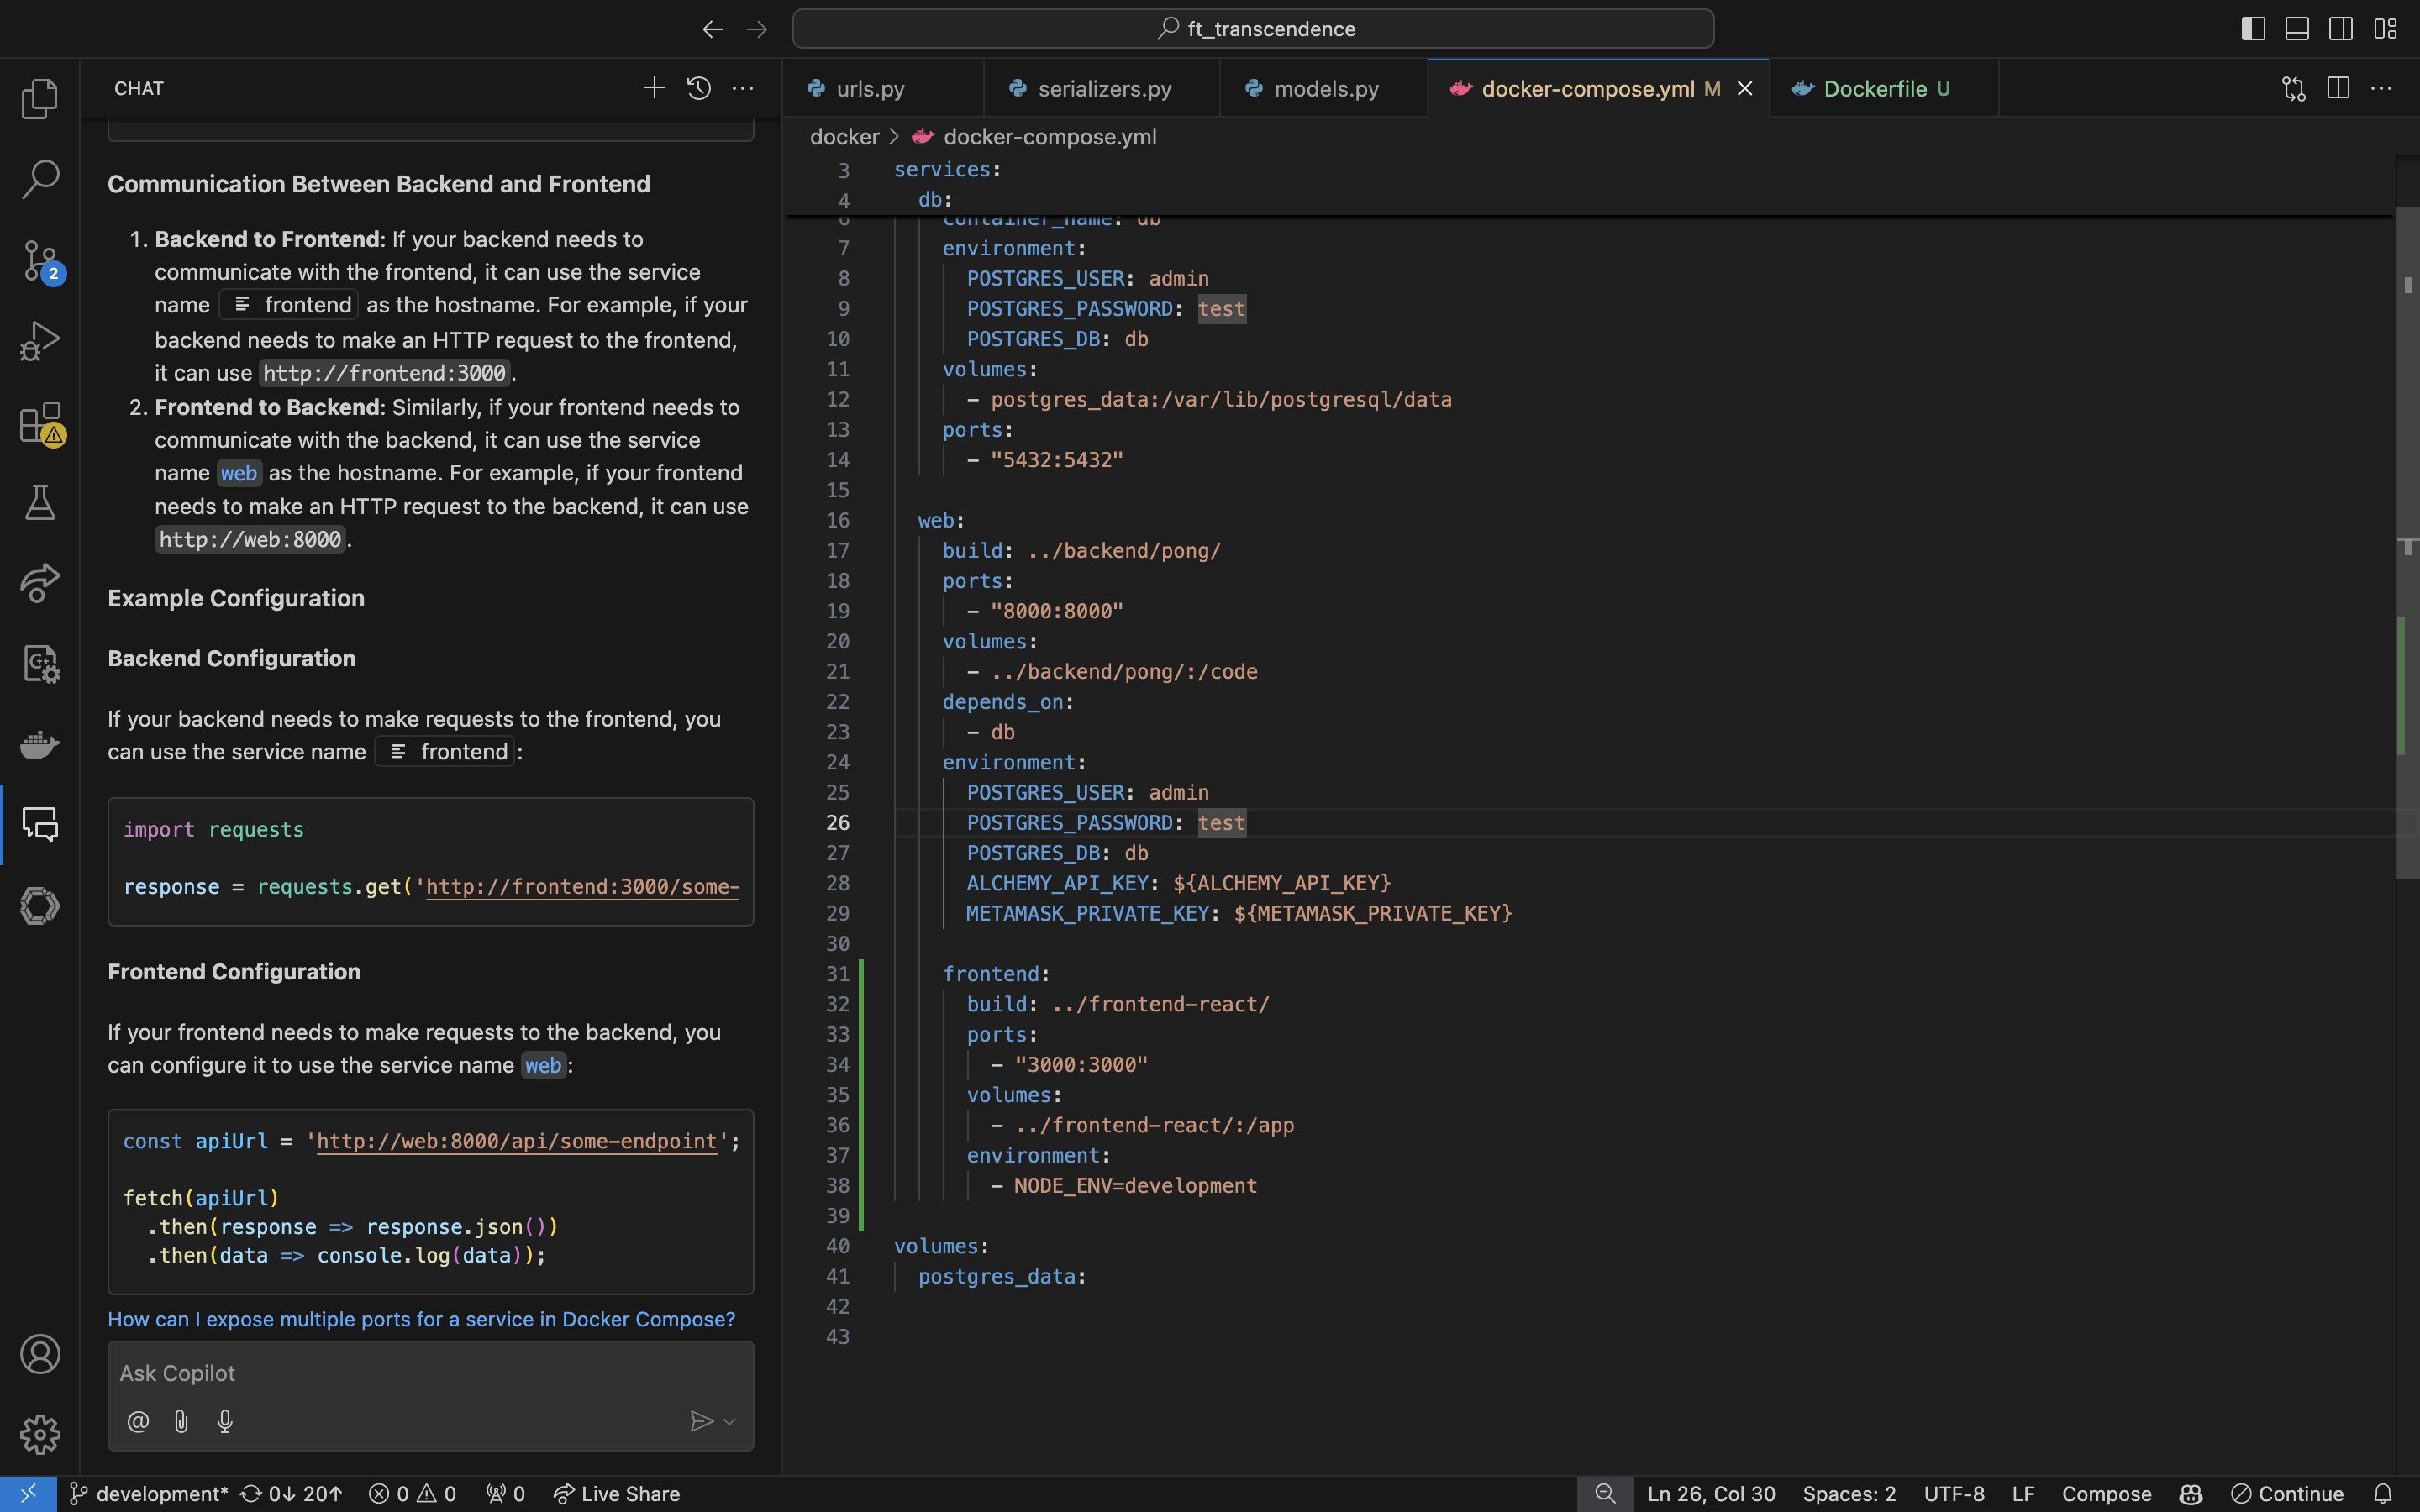 ft_transcendence
CHAT
urls.py
serializers.py
models.py
docker-compose.yml M
Dockerfile U
docker > docker-compose.yml
Communication Between Backend and Frontend
1. Backend to Frontend: If your backend needs to
communicate with the frontend, it can use the service
name frontend as the hostname. For example, if your
backend needs to make an HTTP request to the frontend,
it can use http://frontend:3000.
2. Frontend to Backend: Similarly, if your frontend needs to
communicate with the backend, it can use the service
name web as the hostname. For example, if your frontend
needs to make an HTTP request to the backend, it can use
http://web:8000.
Example Configuration
Backend Configuration
If your backend needs to make requests to the frontend, you
can use the service name frontend:
import requests
response = requests.get('http://frontend:3000/some-
Frontend Configuration
If your frontend needs to make requests to the backend, you
can configure it to use the service name web:
const apiUrl = 'http://web:8000/api/some-endpoint';
fetch(apiUrl)
.then(response => response.json())
.then(data => console.log(data));
How can I expose multiple ports for a service in Docker Compose?
Ask Copilot
3 services:
4 db:
6 container_name: db
7 environment:
8 POSTGRES_USER: admin
9 POSTGRES_PASSWORD: test
10 POSTGRES_DB: db
11 volumes:
12 - postgres_data:/var/lib/postgresql/data
13 ports:
14 - "5432:5432"
15
16 web:
17 build: ../backend/pong/
18 ports:
19 - "8000:8000"
20 volumes:
21 - ../backend/pong/:/code
22 depends_on:
23 - db
24 environment:
25 POSTGRES_USER: admin
26 POSTGRES_PASSWORD: test
27 POSTGRES_DB: db
28 ALCHEMY_API_KEY: ${ALCHEMY_API_KEY}
29 METAMASK_PRIVATE_KEY: ${METAMASK_PRIVATE_KEY}
30
31 frontend:
32 build: ../frontend-react/
33 ports:
34 - "3000:3000"
35 volumes:
36 - ../frontend-react/:/app
37 environment:
38 - NODE_ENV=development
39
40 volumes:
41 postgres_data:
42
43
2
development* 0↓ 20↑ 0 0 0 Live Share
Ln 26, Col 30 Spaces: 2 UTF-8 LF Compose Continue